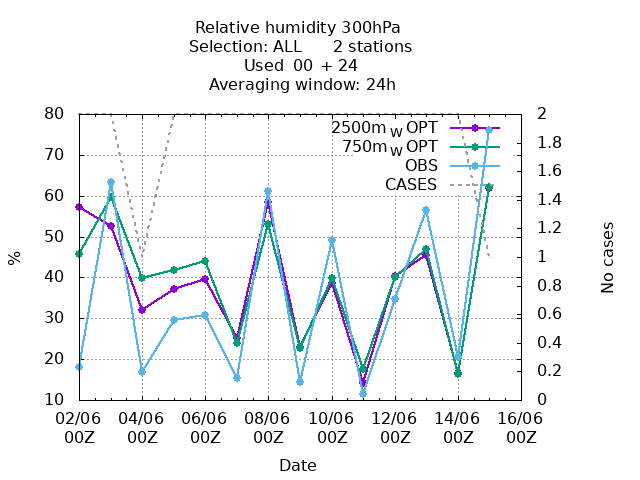 Relative humidity 300hPa
Selection: ALL      2 stations
Used  00 + 24
Averaging window: 24h
80 2
70 1.8
1.6
60 1.4
50 1.2
40 1
0.8
30 0.6
20 0.4
0.2
10 0
2500m w OPT
750m w OPT
OBS
CASES
%
No cases
02/06 04/06 06/06 08/06 10/06 12/06 14/06 16/06
00Z 00Z 00Z 00Z 00Z 00Z 00Z 00Z
Date